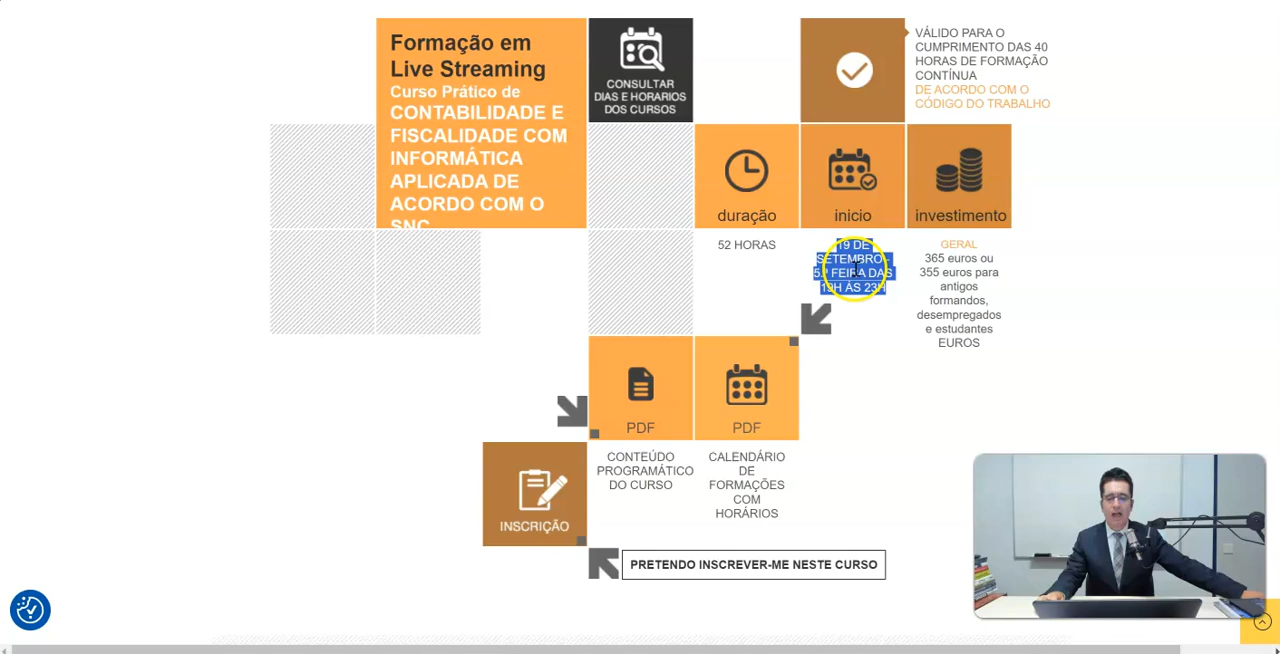 Formação em
Live Streaming
Curso Prático de
CONTABILIDADE E
FISCALIDADE COM
INFORMÁTICA
APLICADA DE
ACORDO COM O
SNC
CONSULTAR
DIAS E HORARIOS
DOS CURSOS
VÁLIDO PARA O
CUMPRIMENTO DAS 40
HORAS DE FORMAÇÃO
CONTÍNUA
DE ACORDO COM O
CÓDIGO DO TRABALHO
duração
52 HORAS
inicio
19 DE
SETEMBRO -
5.ª FEIRA DAS
19H ÀS 23H
investimento
GERAL
365 euros ou
355 euros para
antigos
formandos,
desempregados
e estudantes
EUROS
PDF
CONTEÚDO
PROGRAMÁTICO
DO CURSO
PDF
CALENDÁRIO
DE
FORMAÇÕES
COM
HORÁRIOS
INSCRIÇÃO
PRETENDO INSCREVER-ME NESTE CURSO